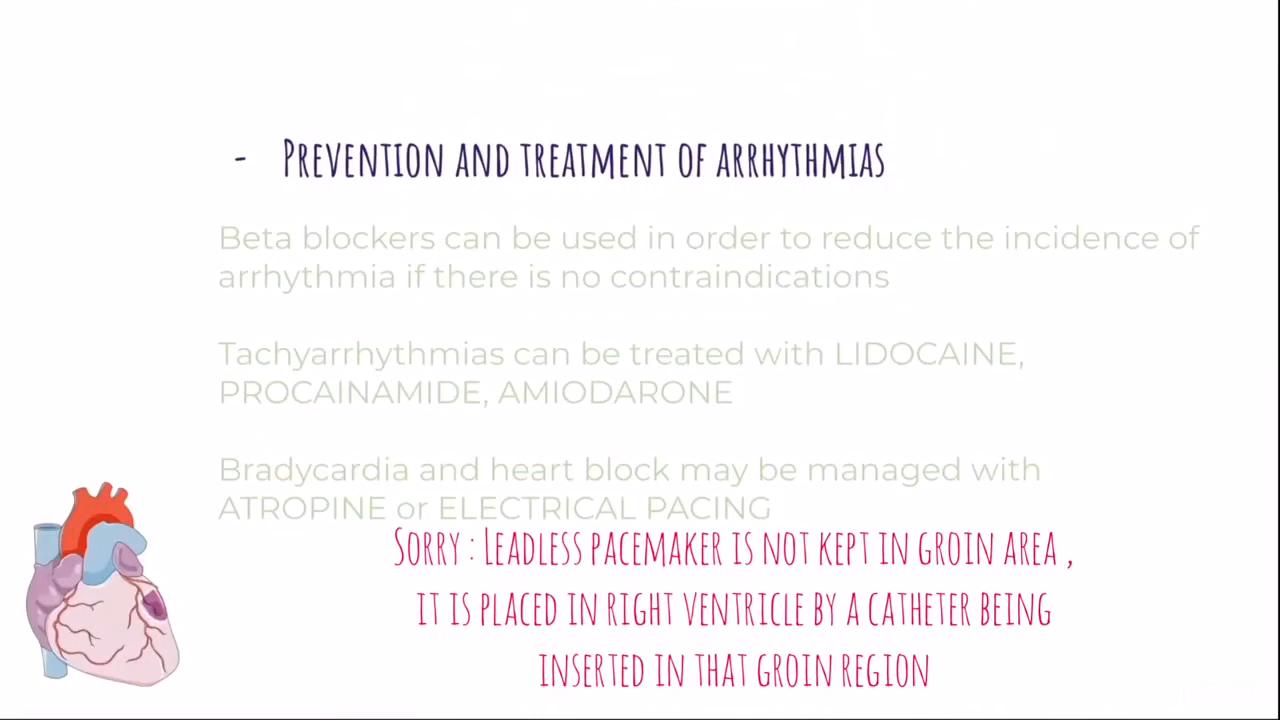 - Prevention and treatment of arrhythmias
Beta blockers can be used in order to reduce the incidence of
arrhythmia if there is no contraindications
Tachyarrhythmias can be treated with LIDOCAINE,
PROCAINAMIDE, AMIODARONE
Bradycardia and heart block may be managed with
ATROPINE or ELECTRICAL PACING
Sorry : Leadless pacemaker is not kept in groin area ,
it is placed in right ventricle by a catheter being
inserted in that groin region